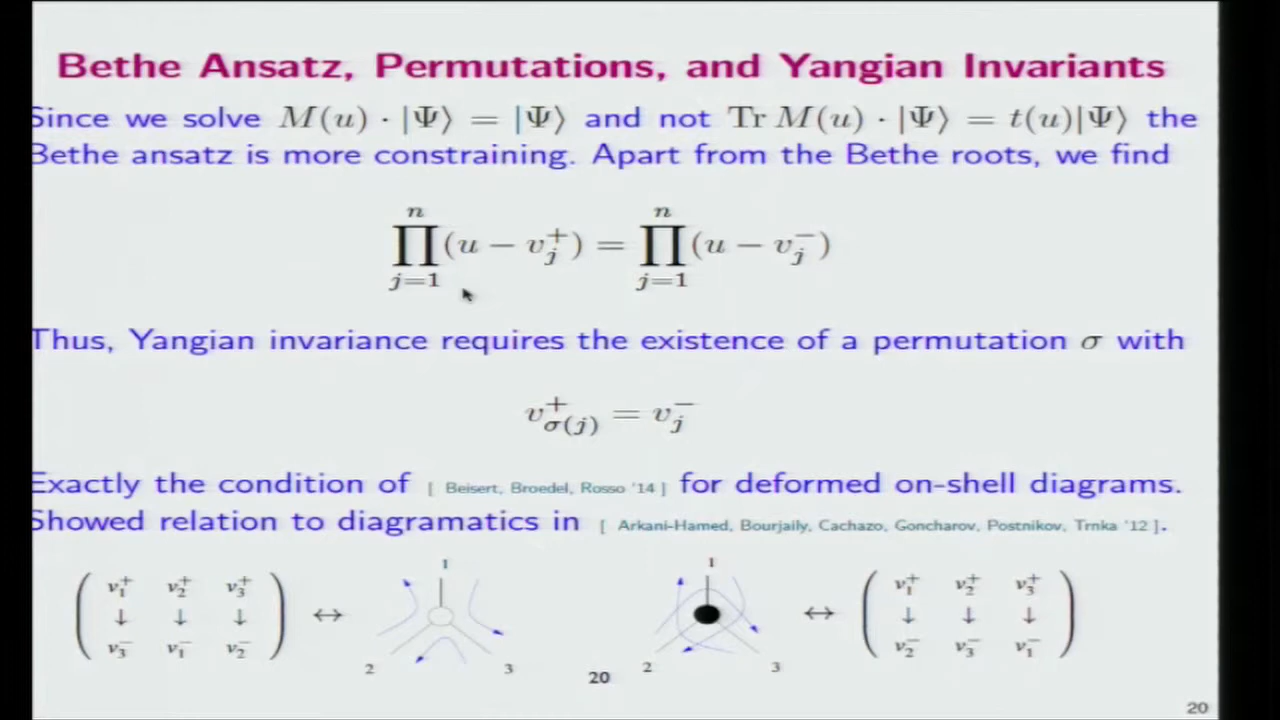 Bethe Ansatz, Permutations, and Yangian Invariants
Since we solve M(u) · |Ψ⟩ = |Ψ⟩ and not Tr M(u) · |Ψ⟩ = t(u)|Ψ⟩ the
Bethe ansatz is more constraining. Apart from the Bethe roots, we find
∏_{j=1}^{n} (u − v_j^+) = ∏_{j=1}^{n} (u − v_j^−)
Thus, Yangian invariance requires the existence of a permutation σ with
v_{σ(j)}^+ = v_j^−
Exactly the condition of [ Beisert, Broedel, Rosso '14 ] for deformed on-shell diagrams.
Showed relation to diagramatics in [ Arkani-Hamed, Bourjaily, Cachazo, Goncharov, Postnikov, Trnka '12 ].
1 1
( v_1^+ v_2^+ v_3^+ ) ( v_1^+ v_2^+ v_3^+ )
↓ ↓ ↓ ↔ ↔ ↓ ↓ ↓
( v_3^− v_1^− v_2^− ) ( v_2^− v_3^− v_1^− )
2 3 2 3
20
20